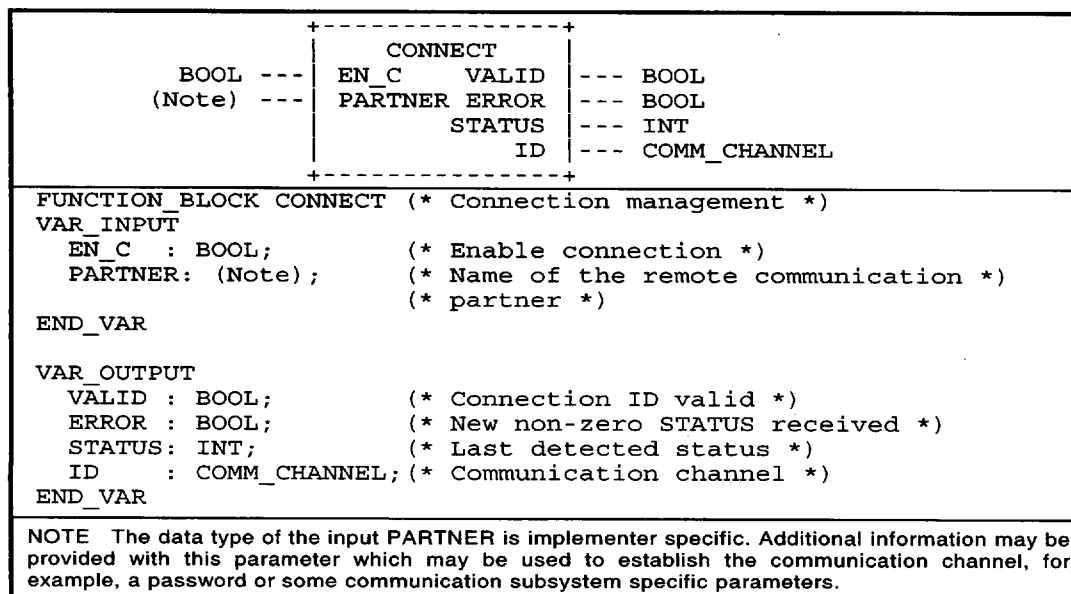 +---------------+
CONNECT
BOOL ---| EN_C VALID |--- BOOL
(Note) ---| PARTNER ERROR |--- BOOL
STATUS |--- INT
| ID |--- COMM_CHANNEL
+---------------+
FUNCTION_BLOCK CONNECT (* Connection management *)
VAR_INPUT
EN_C : BOOL; (* Enable connection *)
PARTNER: (Note); (* Name of the remote communication *)
(* partner *)
END_VAR
VAR_OUTPUT
VALID : BOOL; (* Connection ID valid *)
ERROR : BOOL; (* New non-zero STATUS received *)
STATUS: INT; (* Last detected status *)
ID : COMM_CHANNEL;(* Communication channel *)
END_VAR
NOTE The data type of the input PARTNER is implementer specific. Additional information may be
provided with this parameter which may be used to establish the communication channel, for
example, a password or some communication subsystem specific parameters.